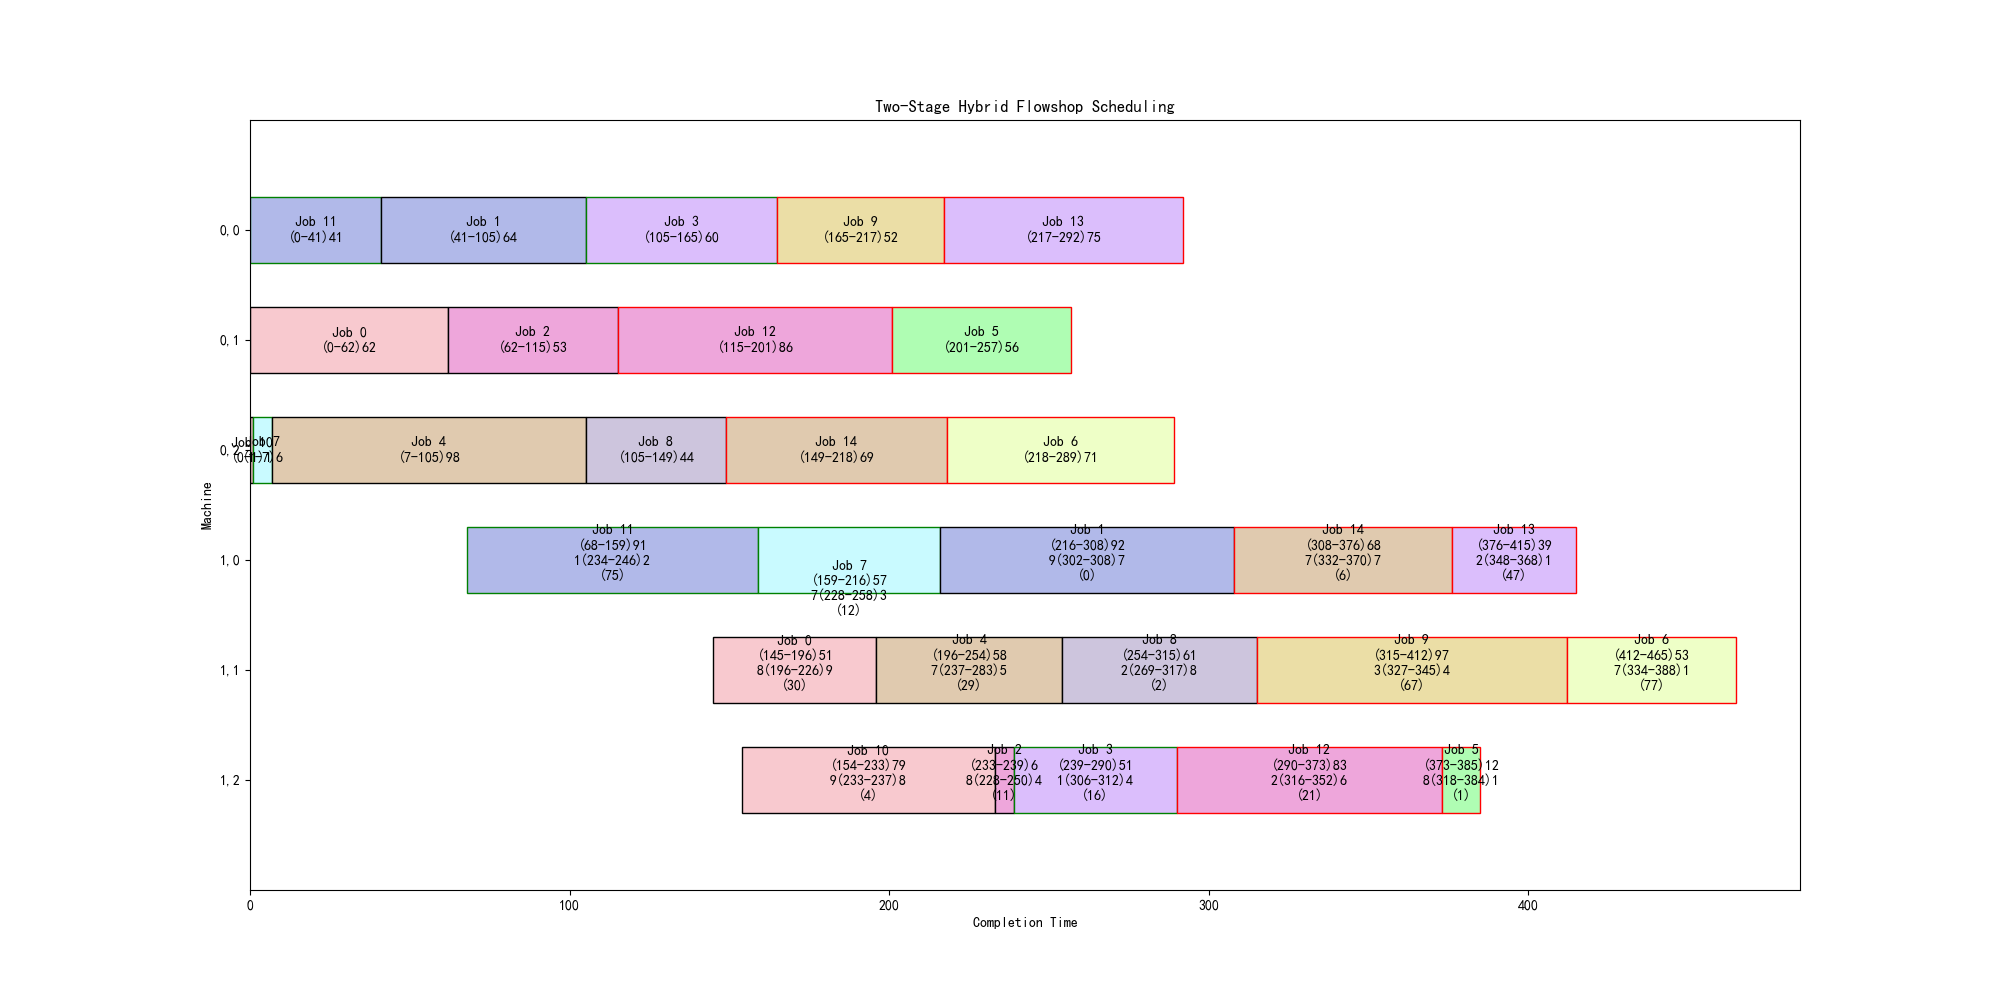 Two-Stage Hybrid Flowshop Scheduling
0,0
Job 11
(0-41)41
Job 1
(41-105)64
Job 3
(105-165)60
Job 9
(165-217)52
Job 13
(217-292)75
0,1
Job 0
(0-62)62
Job 2
(62-115)53
Job 12
(115-201)86
Job 5
(201-257)56
Job 4
(7-105)98
Job 8
(105-149)44
Job 14
(149-218)69
Job 6
(218-289)71
Machine
1,0
Job 11
(68-159)91
1(234-246)2
(75)
Job 7
(159-216)57
7(228-258)3
(12)
Job 1
(216-308)92
9(302-308)7
(0)
Job 14
(308-376)68
7(332-370)7
(6)
Job 13
(376-415)39
2(348-368)1
(47)
1,1
Job 0
(145-196)51
8(196-226)9
(30)
Job 4
(196-254)58
7(237-283)5
(29)
Job 8
(254-315)61
2(269-317)8
(2)
Job 9
(315-412)97
3(327-345)4
(67)
Job 6
(412-465)53
7(334-388)1
(77)
1,2
Job 10
(154-233)79
9(233-237)8
(4)
Job 2
(233-239)6
8(228-250)4
(11)
Job 3
(239-290)51
1(306-312)4
(16)
Job 12
(290-373)83
2(316-352)6
(21)
Job 5
(373-385)12
8(318-384)1
(1)
0
100
200
300
400
Completion Time